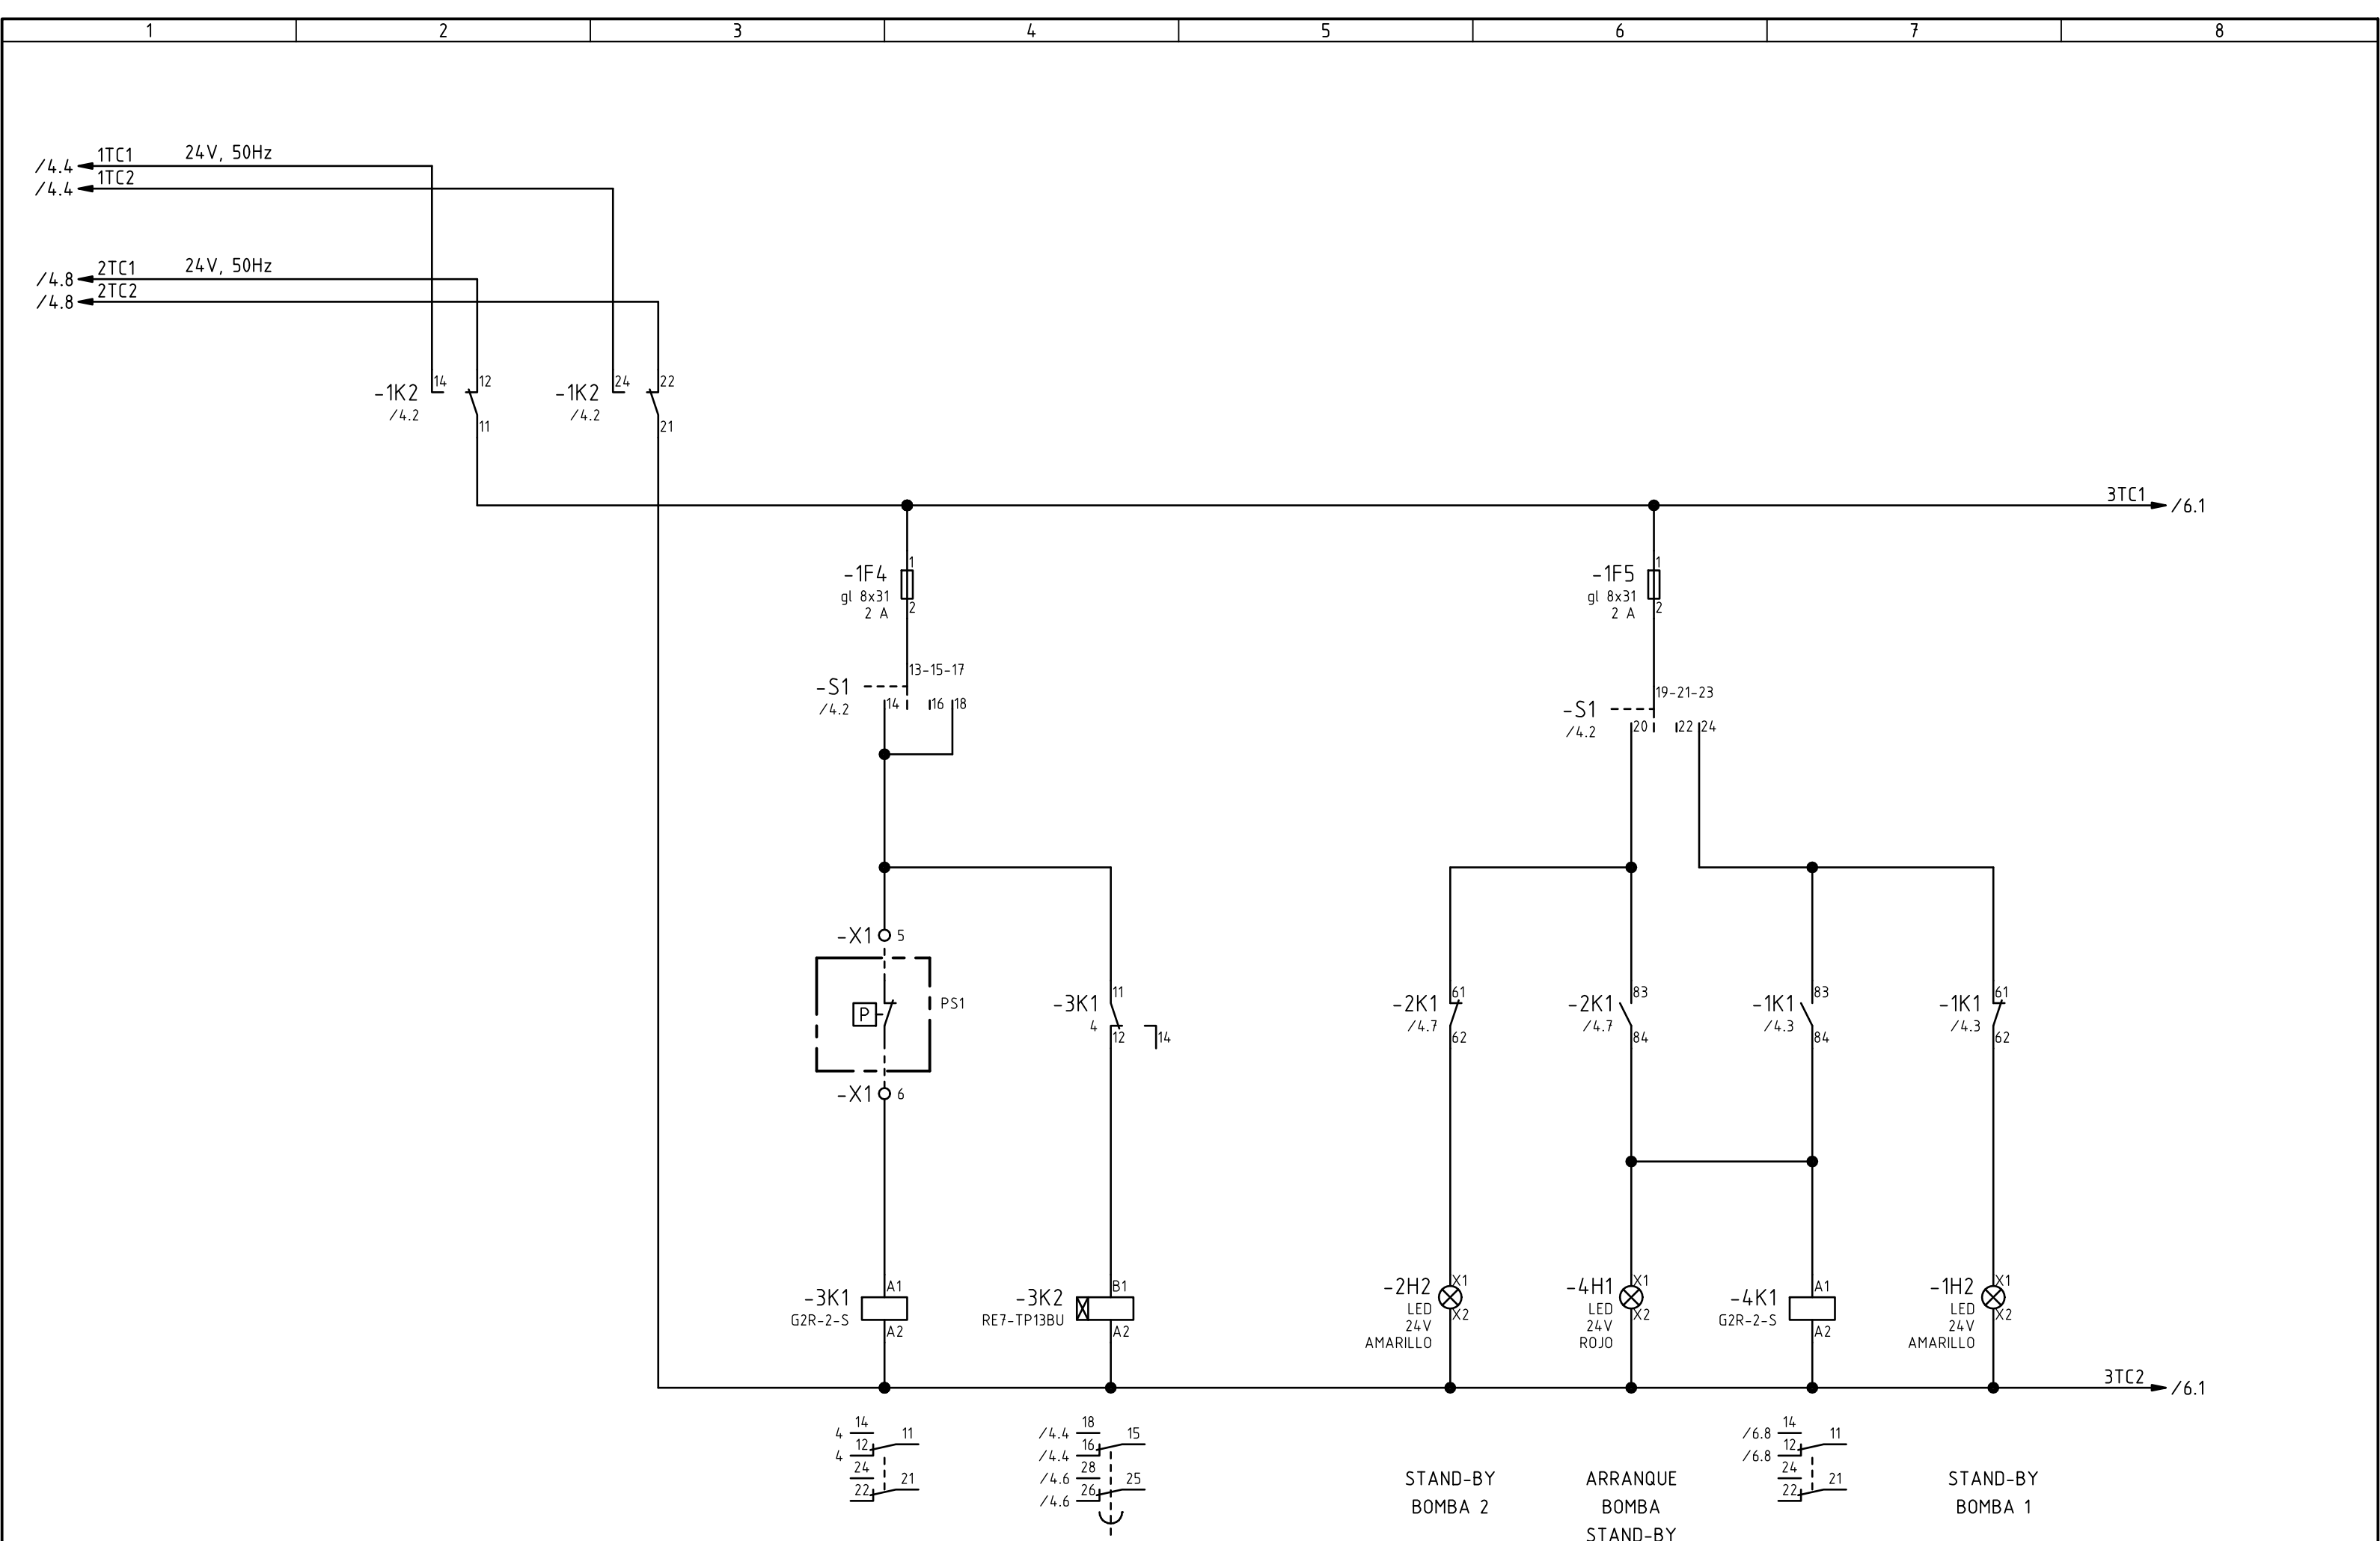 1 2 3 4 5 6 7 8
1TC1 24V, 50Hz
/4.4
1TC2
/4.4
2TC1 24V, 50Hz
/4.8
2TC2
/4.8
-1K2 14 12
/4.2
11
-1K2 24 22
/4.2
21
3TC1
/6.1
-1F4 1
gl 8x31
2 A 2
-1F5 1
gl 8x31
2 A 2
-S1 13-15-17
/4.2 14 16 18
-S1 19-21-23
/4.2 20 22 24
-X1 5
P PS1
-X1 6
-3K1 11
4
12 14
-2K1 61
/4.7
62
-2K1 83
/4.7
84
-1K1 83
/4.3
84
-1K1 61
/4.3
62
-3K1 A1
G2R-2-S A2
-3K2 B1
RE7-TP13BU A2
-2H2 X1
LED X2
24V
AMARILLO
-4H1 X1
LED X2
24V
ROJO
-4K1 A1
G2R-2-S A2
-1H2 X1
LED X2
24V
AMARILLO
3TC2
/6.1
14
4 11
12
4
24
21
22
18
/4.4 15
16
/4.4
28
/4.6 25
26
/4.6
STAND-BY
BOMBA 2
ARRANQUE
BOMBA
STAND-BY
14
/6.8 11
12
/6.8
24
21
22
STAND-BY
BOMBA 1